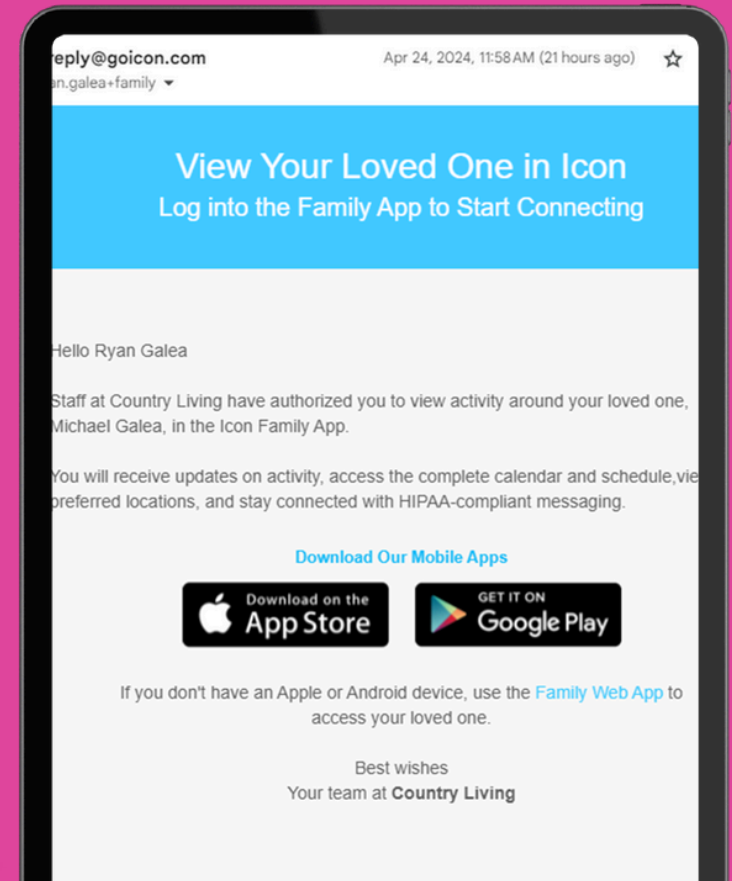 reply@goicon.com Apr 24, 2024, 11:58 AM (21 hours ago)
an.galea+family
View Your Loved One in Icon
Log into the Family App to Start Connecting
Hello Ryan Galea
Staff at Country Living have authorized you to view activity around your loved one,
Michael Galea, in the Icon Family App.
You will receive updates on activity, access the complete calendar and schedule,vie
preferred locations, and stay connected with HIPAA-compliant messaging.
Download Our Mobile Apps
Download on the
App Store
GET IT ON
Google Play
If you don't have an Apple or Android device, use the Family Web App to
access your loved one.
Best wishes
Your team at Country Living